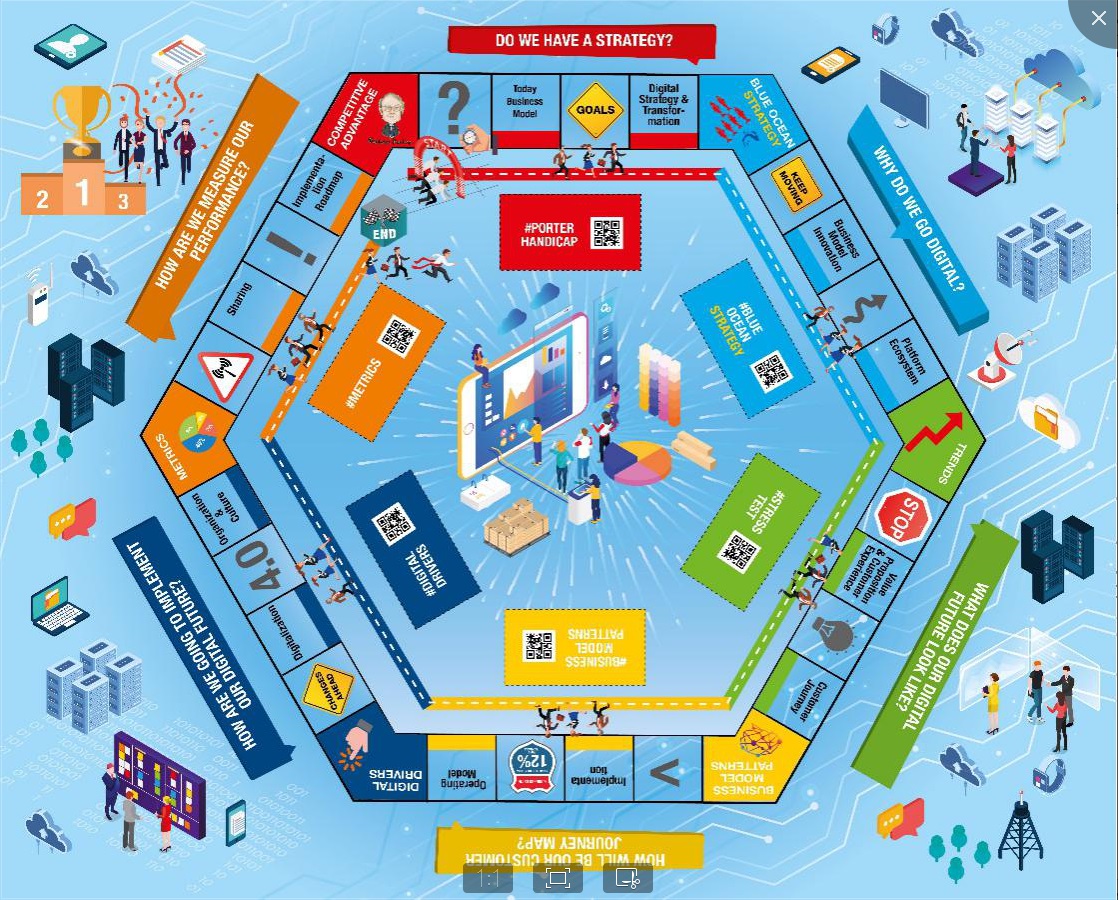 DO WE HAVE A STRATEGY?
COMPETITIVE
ADVANTAGE
?
Today
Business
Model
GOALS
Digital
Strategy &
Transfor-
mation
BLUE OCEAN
STRATEGY
START
KEEP
MOVING
Business
Model
Innovation
Platform
Ecosystem
WHY DO WE GO DIGITAL?
TRENDS
STOP
Value
Proposition
& Customer
Experience
Customer
Journey
WHAT DOES OUR DIGITAL
FUTURE LOOK LIKE?
BUSINESS
MODEL
PATTERNS
Implementa
tion
12%
Operating
Model
HOW WILL BE OUR CUSTOMER
JOURNEY MAP?
DIGITAL
DRIVERS
CHANGES
AHEAD
Digitalization
4.0
Organization
&
Culture
HOW ARE WE GOING TO IMPLEMENT
OUR DIGITAL FUTURE?
METRICS
Sharing
!
Implementa-
tion
Roadmap
HOW ARE WE MEASURE OUR
PERFORMANCE?
END
#PORTER
HANDICAP
#BLUE
OCEAN
STRATEGY
#STRESS
TEST
#BUSINESS
MODEL
PATTERNS
#DIGITAL
DRIVERS
#METRICS
2
1
3
1:1